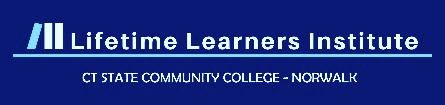 Lifetime Learners Institute
CT STATE COMMUNITY COLLEGE - NORWALK